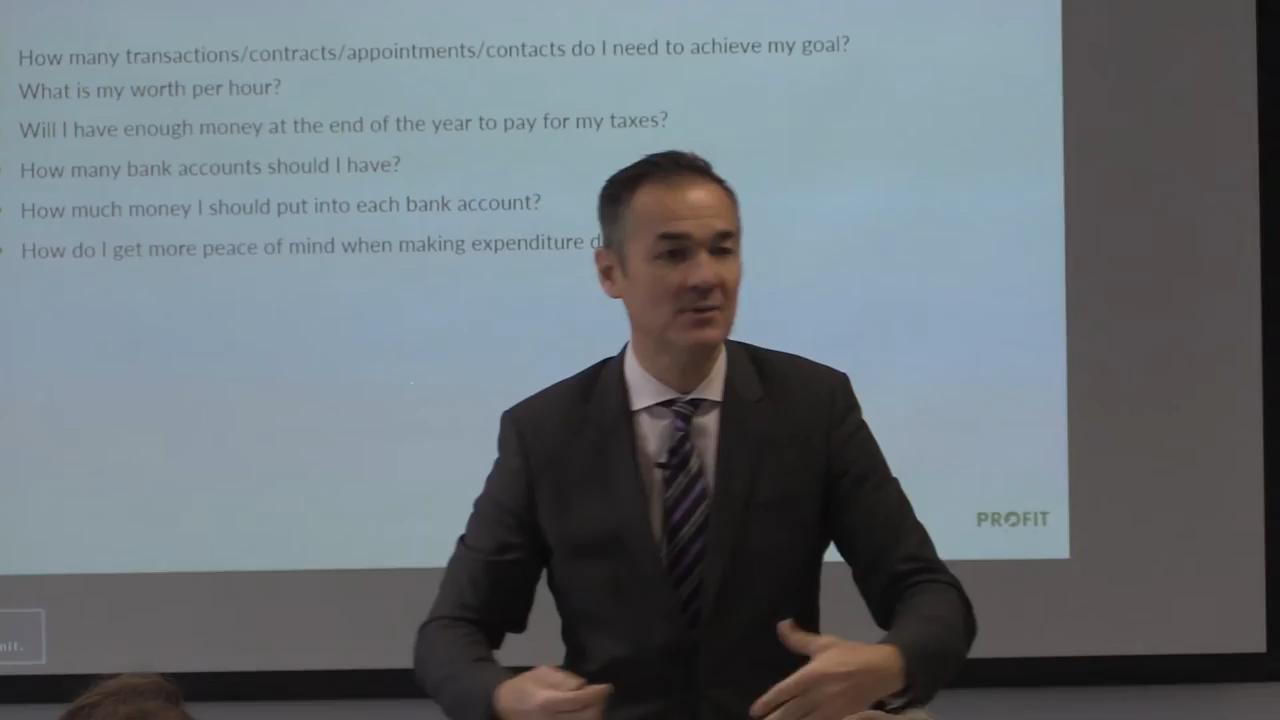 How many transactions/contracts/appointments/contacts do I need to achieve my goal?
What is my worth per hour?
Will I have enough money at the end of the year to pay for my taxes?
How many bank accounts should I have?
How much money I should put into each bank account?
How do I get more peace of mind when making expenditure
PROFIT